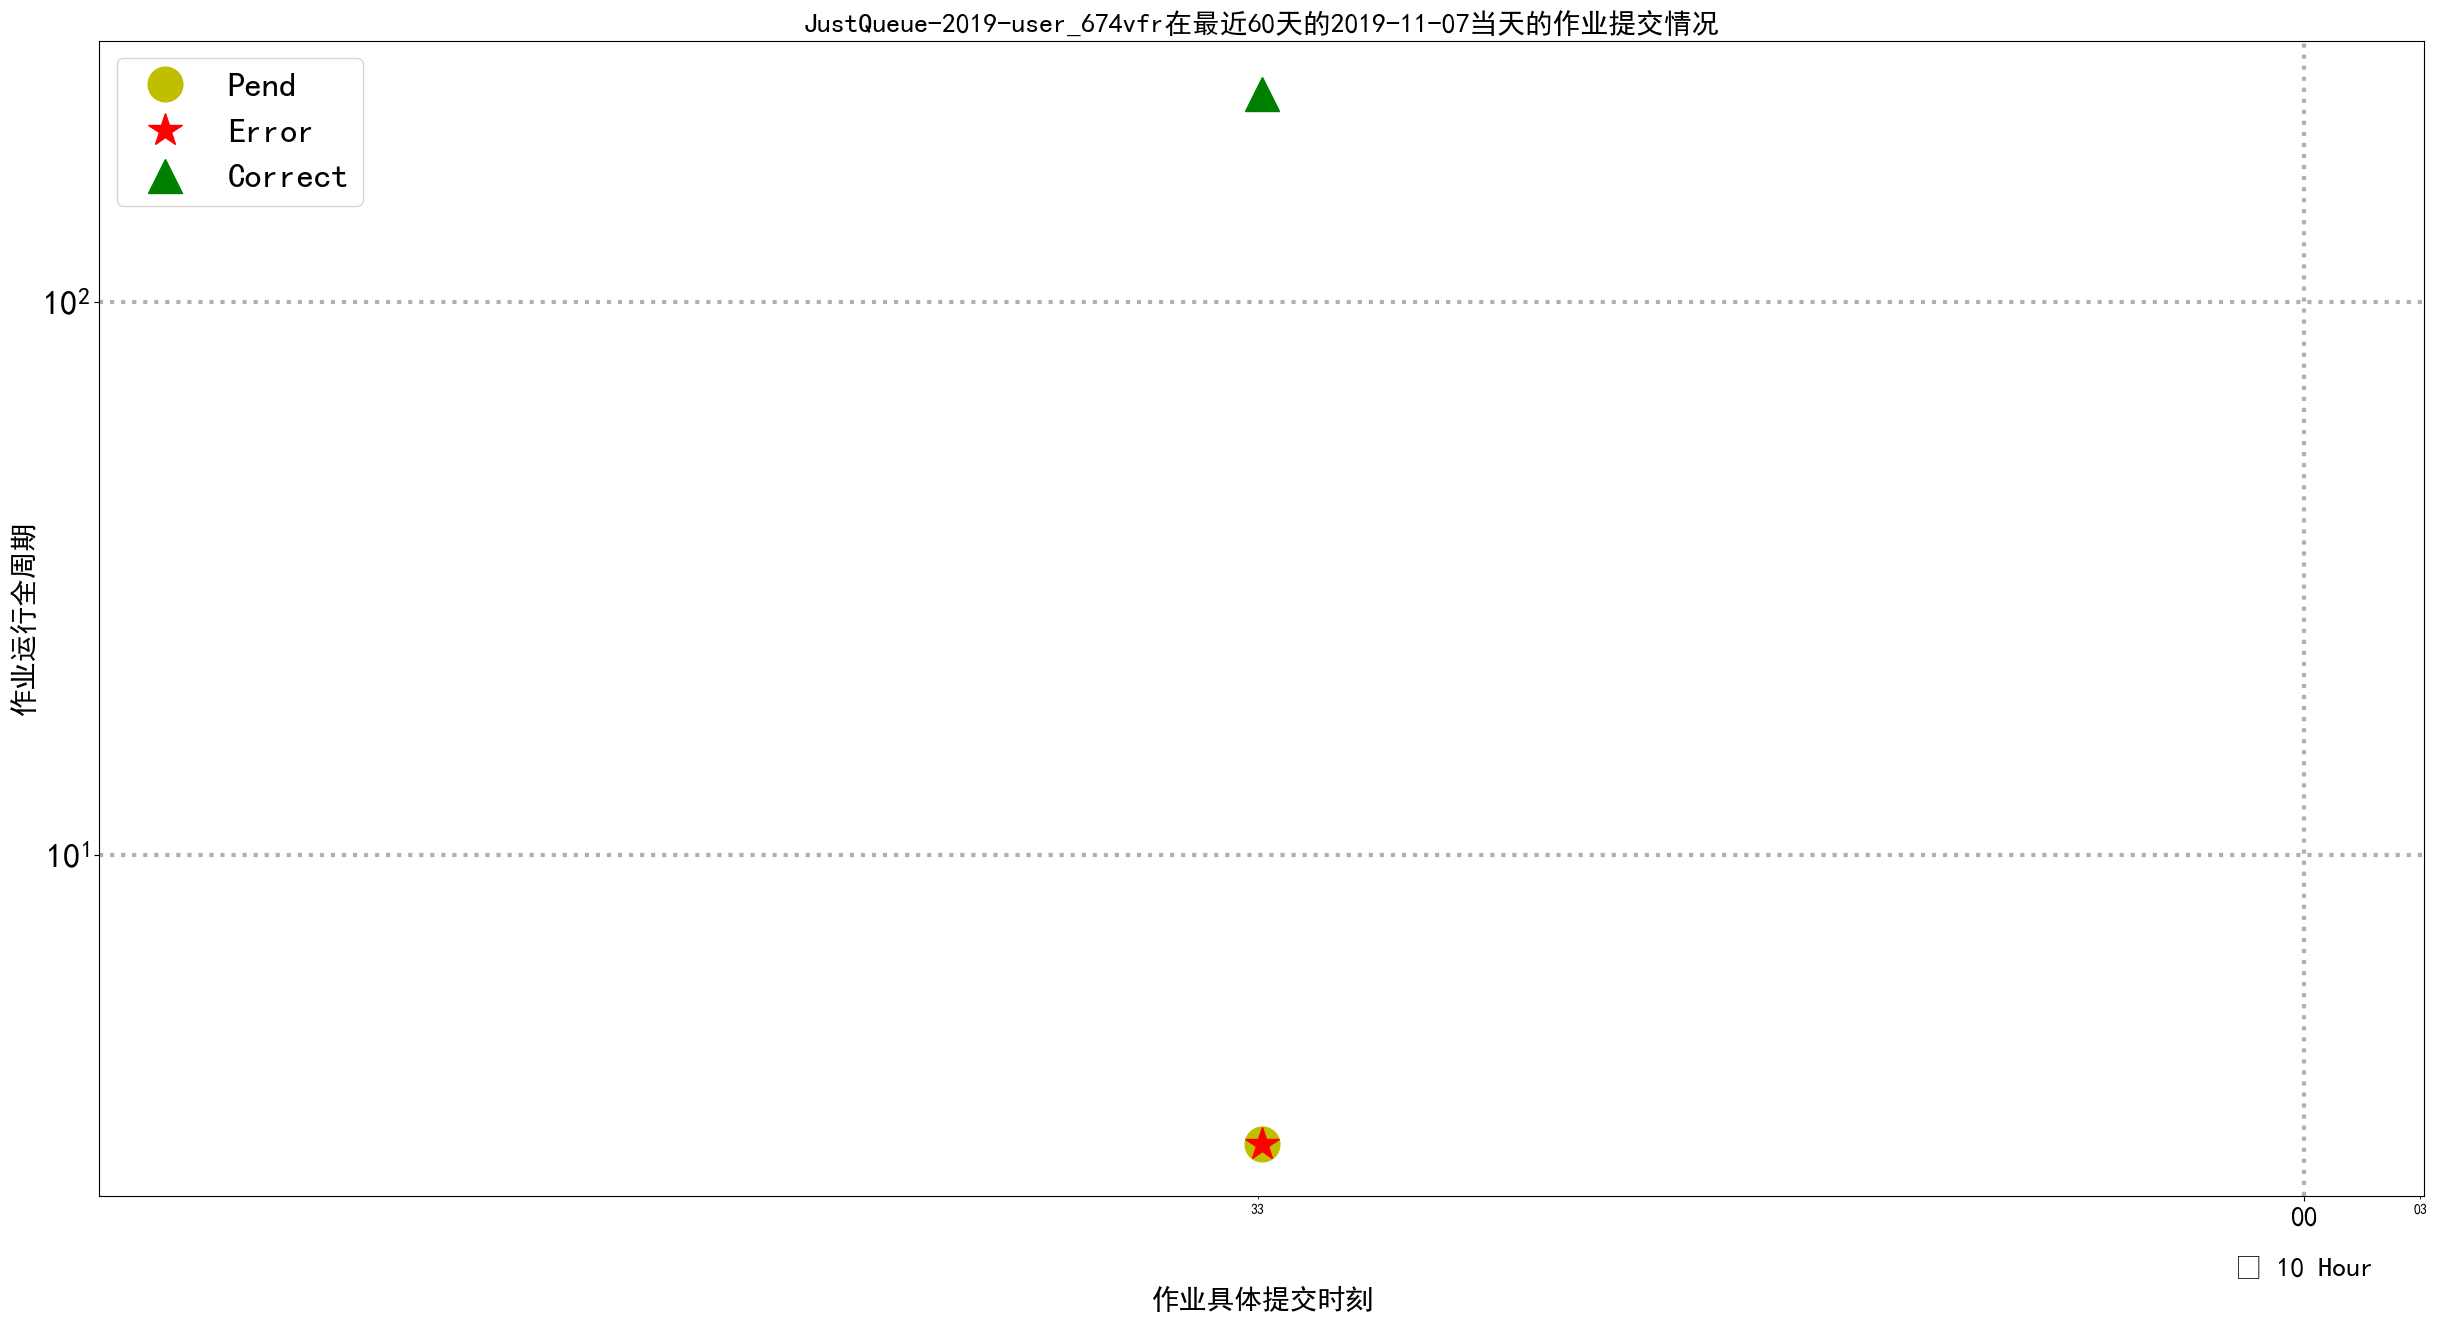 JustQueue-2019-user_674vfr在最近60天的2019-11-07当天的作业提交情况
Pend
Error
Correct
10²
作业运行全周期
10¹
33
00
03
□ 10 Hour
作业具体提交时刻